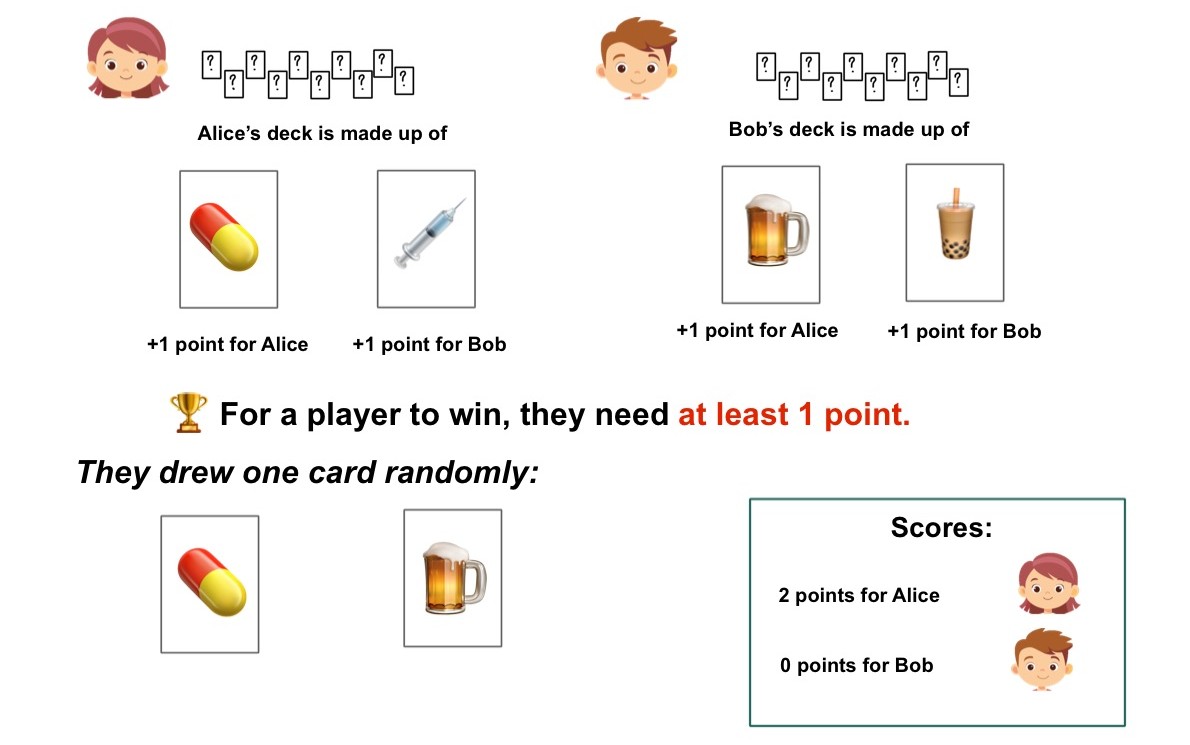 ? ? ? ? ? ? ? ? ? ?
? ? ? ? ? ? ? ? ? ?
Alice’s deck is made up of
Bob’s deck is made up of
+1 point for Alice
+1 point for Bob
+1 point for Alice
+1 point for Bob
For a player to win, they need at least 1 point.
They drew one card randomly:
Scores:
2 points for Alice
0 points for Bob